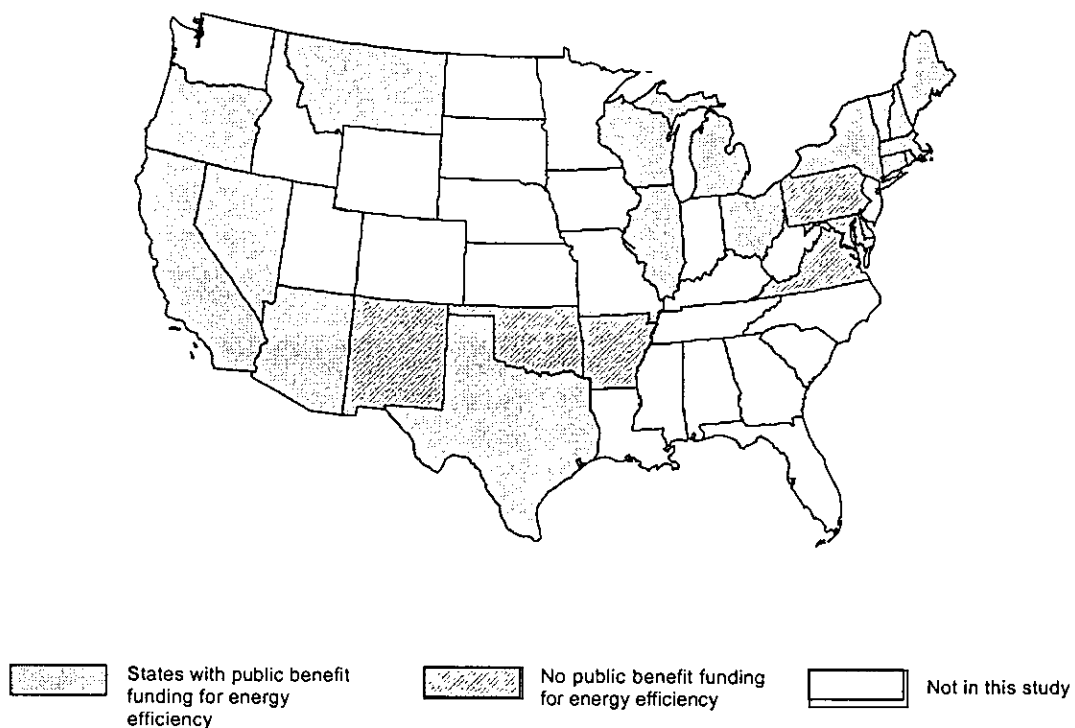 States with public benefit
funding for energy
efficiency
No public benefit funding
for energy efficiency
Not in this study